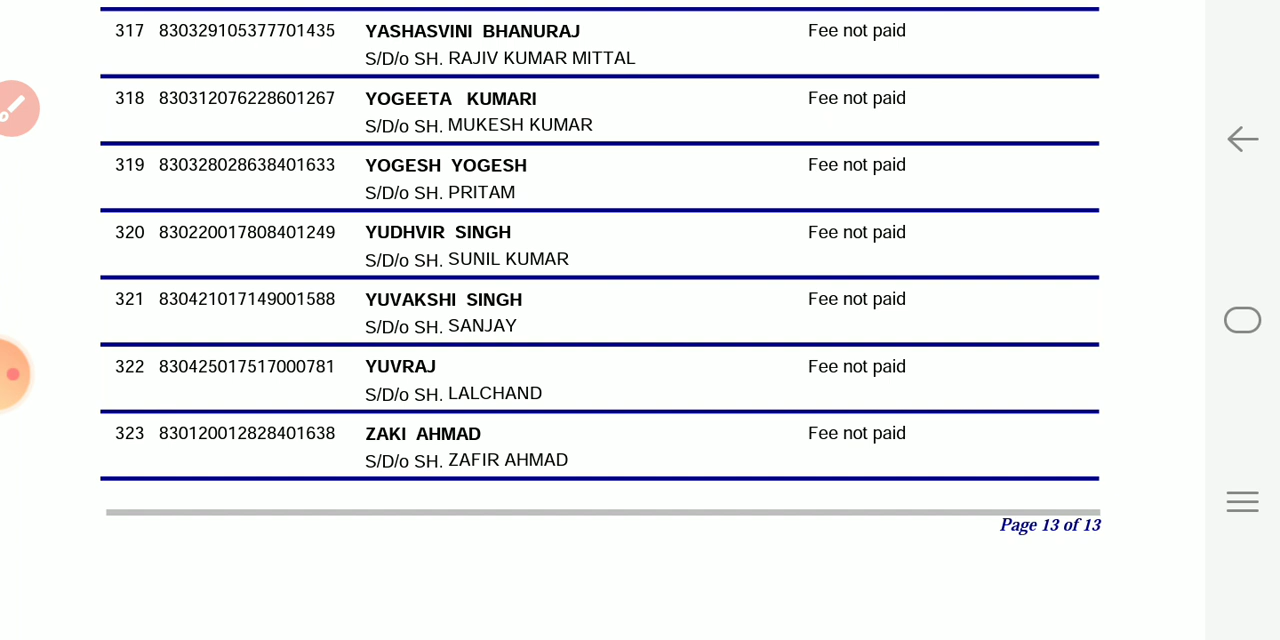 317 830329105377701435 YASHASVINI BHANURAJ Fee not paid
S/D/o SH. RAJIV KUMAR MITTAL
318 830312076228601267 YOGEETA KUMARI Fee not paid
S/D/o SH. MUKESH KUMAR
319 830328028638401633 YOGESH YOGESH Fee not paid
S/D/o SH. PRITAM
320 830220017808401249 YUDHVIR SINGH Fee not paid
S/D/o SH. SUNIL KUMAR
321 830421017149001588 YUVAKSHI SINGH Fee not paid
S/D/o SH. SANJAY
322 830425017517000781 YUVRAJ Fee not paid
S/D/o SH. LALCHAND
323 830120012828401638 ZAKI AHMAD Fee not paid
S/D/o SH. ZAFIR AHMAD
Page 13 of 13